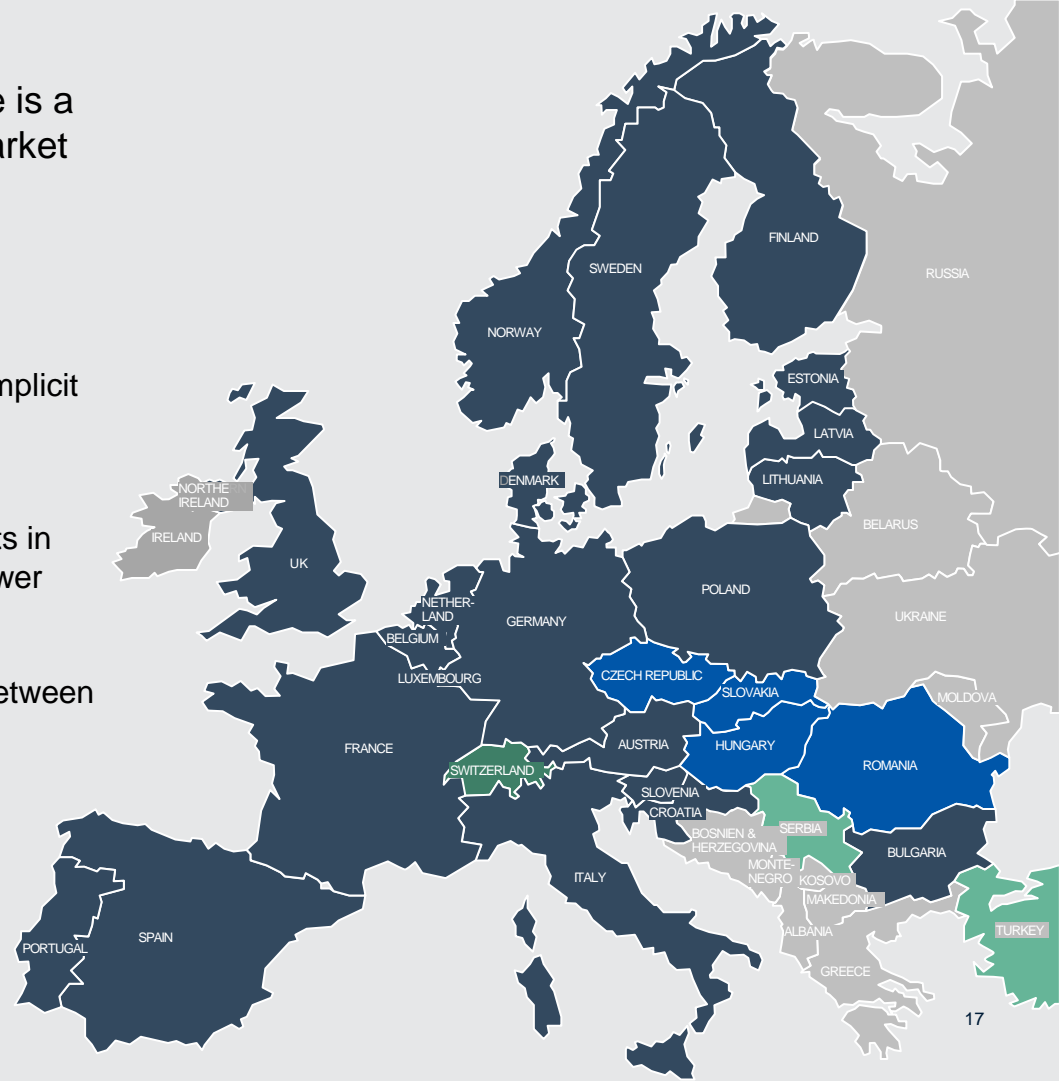 e is a
arket
mplicit
ts in
wer
etween
FINLAND
SWEDEN
RUSSIA
NORWAY
ESTONIA
LATVIA
LITHUANIA
DENMARK
NORTHERN
IRELAND
IRELAND
UK
BELARUS
POLAND
UKRAINE
NETHER-
LAND
GERMANY
BELGIUM
LUXEMBOURG
CZECH REPUBLIC
SLOVAKIA
MOLDOVA
FRANCE
AUSTRIA
HUNGARY
ROMANIA
SWITZERLAND
SLOVENIA
CROATIA
BOSNIEN &
HERZEGOVINA
SERBIA
BULGARIA
MONTE-
NEGRO
KOSOVO
MAKEDONIA
ITALY
ALBANIA
TURKEY
PORTUGAL
SPAIN
GREECE
17